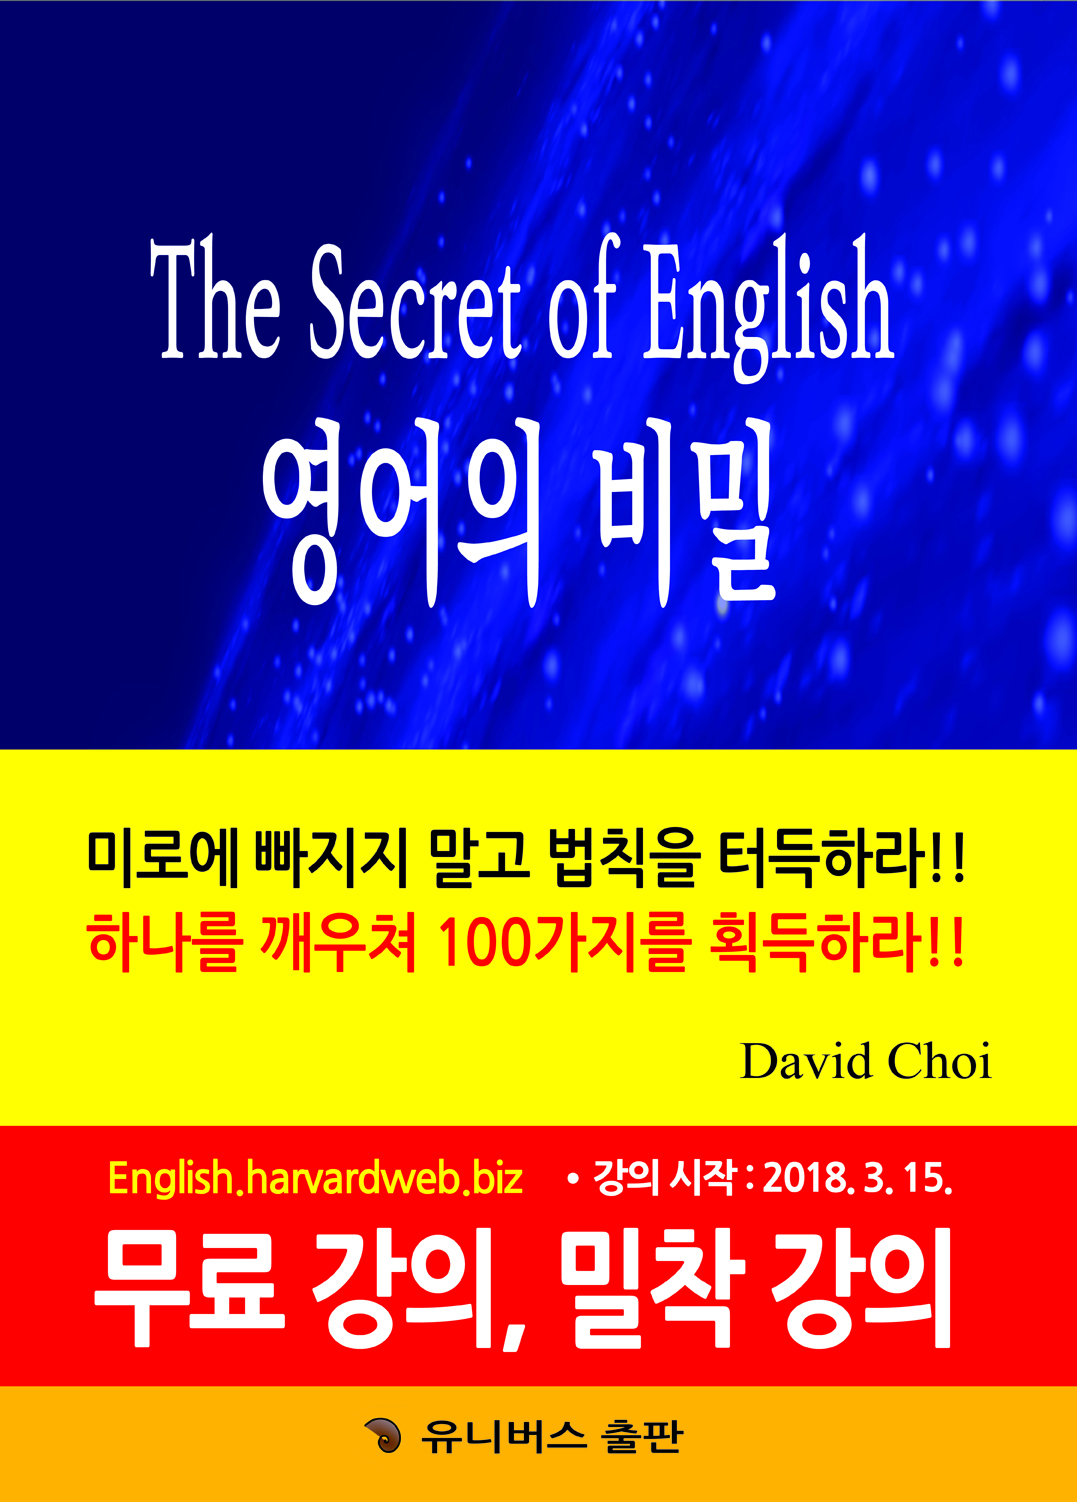 The Secret of English
영어의 비밀
미로에 빠지지 말고 법칙을 터득하라!!
하나를 깨우쳐 100가지를 획득하라!!
David Choi
English.harvardweb.biz • 강의 시작 : 2018. 3. 15.
무료 강의, 밀착 강의
유니버스 출판